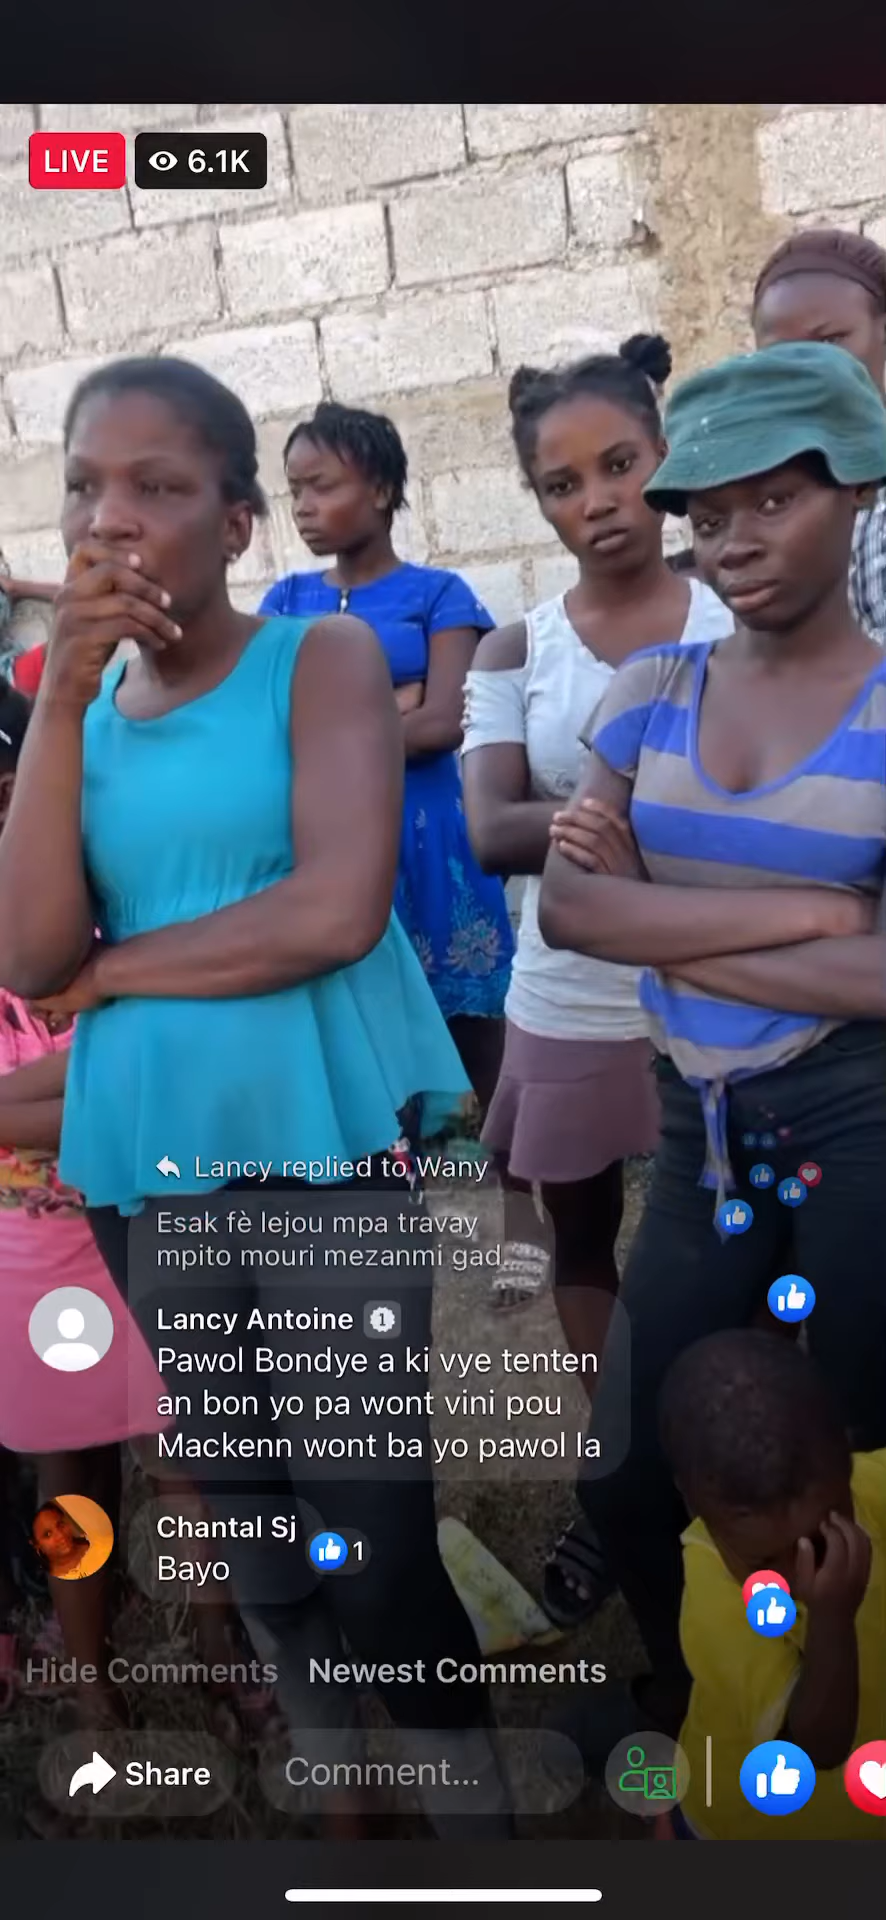 LIVE
6.1K
Lancy replied to Wany
Esak fè lejou mpa travay
mpito mouri mezanmi gad
Lancy Antoine 1
Pawol Bondye a ki vye tenten
an bon yo pa wont vini pou
Mackenn wont ba yo pawol la
Chantal Sj
Bayo
1
Hide Comments Newest Comments
Share
Comment...